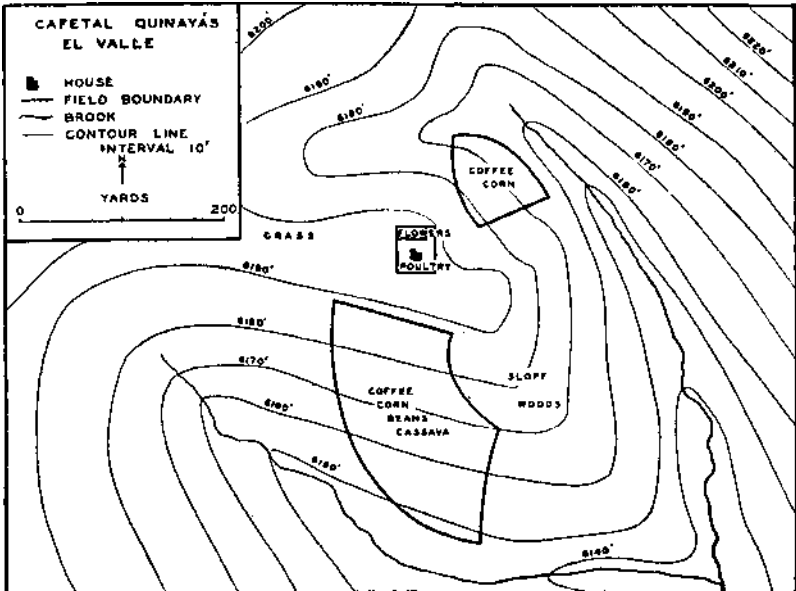 CAFETAL QUINAYÁS
EL VALLE
HOUSE
FIELD BOUNDARY
BROOK
CONTOUR LINE
INTERVAL 10'
N
YARDS
0 200
6200'
6190'
6180'
6220'
6210'
6200'
6190'
6180'
6170'
6160'
COFFEE
CORN
GRASS
FLOWERS
POULTRY
6190'
6180'
6170'
6160'
6150'
COFFEE
CORN
BEANS
CASSAVA
SLOPE
WOODS
6140'